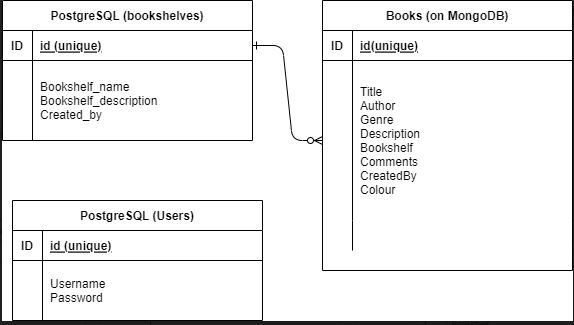 PostgreSQL (bookshelves)
ID id (unique)
Bookshelf_name
Bookshelf_description
Created_by
Books (on MongoDB)
ID id(unique)
Title
Author
Genre
Description
Bookshelf
Comments
CreatedBy
Colour
PostgreSQL (Users)
ID id (unique)
Username
Password